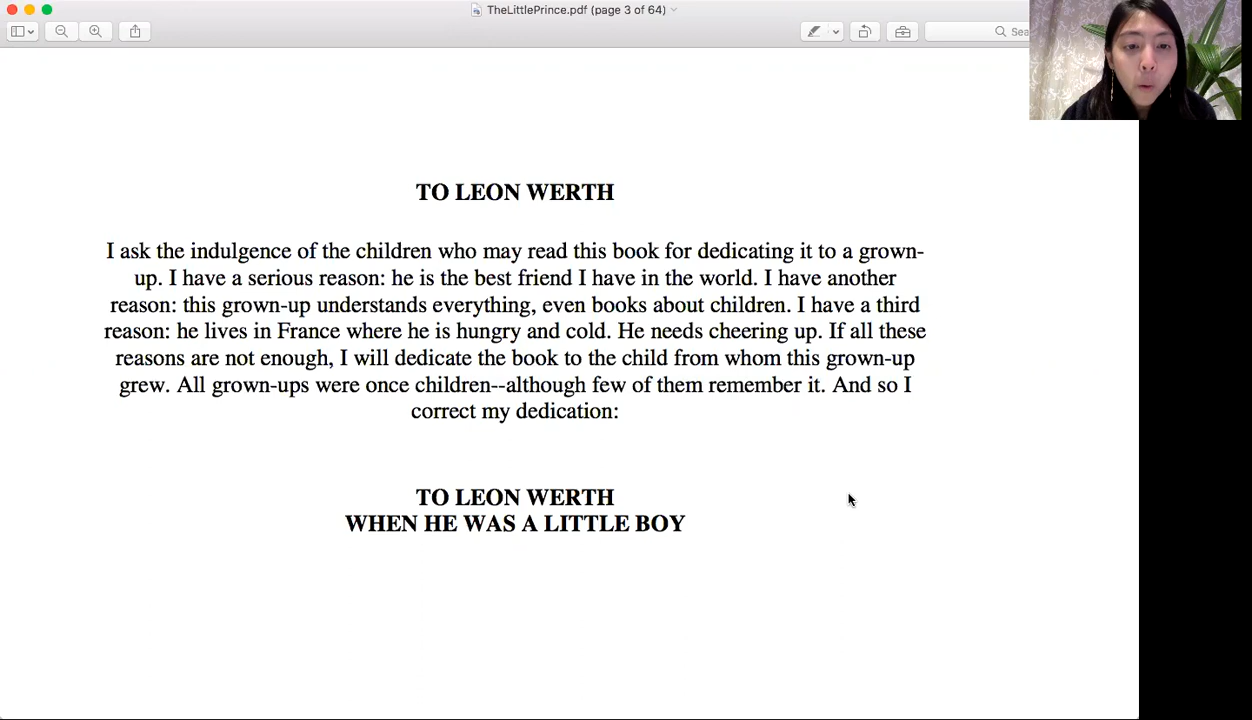 TheLittlePrince.pdf (page 3 of 64)
TO LEON WERTH
I ask the indulgence of the children who may read this book for dedicating it to a grown-
up. I have a serious reason: he is the best friend I have in the world. I have another
reason: this grown-up understands everything, even books about children. I have a third
reason: he lives in France where he is hungry and cold. He needs cheering up. If all these
reasons are not enough, I will dedicate the book to the child from whom this grown-up
grew. All grown-ups were once children--although few of them remember it. And so I
correct my dedication:
TO LEON WERTH
WHEN HE WAS A LITTLE BOY